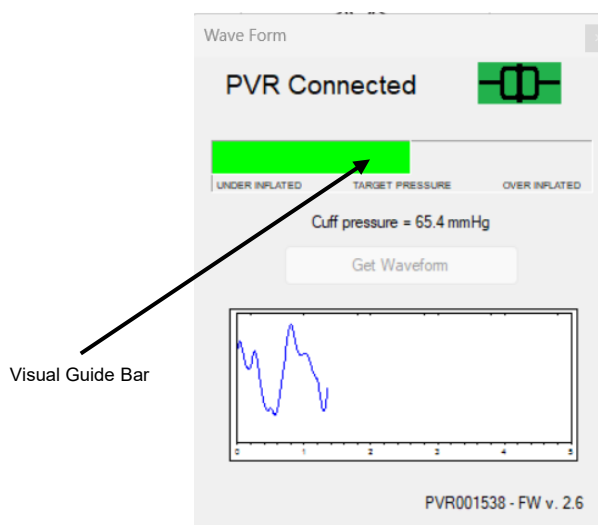 Wave Form
PVR Connected
UNDER INFLATED TARGET PRESSURE OVER INFLATED
Cuff pressure = 65.4 mmHg
Get Waveform
Visual Guide Bar
0 1 2 3 4 5
PVR001538 - FW v. 2.6